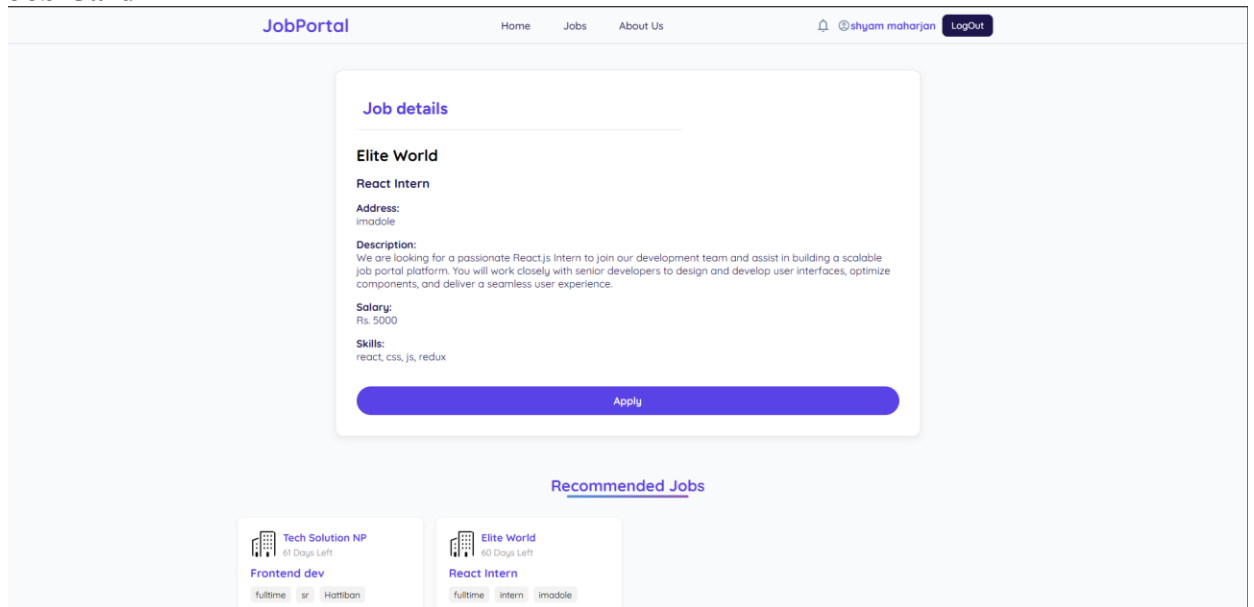 JobPortal Home Jobs About Us shyam maharjan LogOut
Job details
Elite World
React Intern
Address:
imadole
Description:
We are looking for a passionate React.js Intern to join our development team and assist in building a scalable
job portal platform. You will work closely with senior developers to design and develop user interfaces, optimize
components, and deliver a seamless user experience.
Salary:
Rs. 5000
Skills:
react, css, js, redux
Apply
Recommended Jobs
Tech Solution NP
61 Days Left
Frontend dev
fulltime sr Hattiban
Elite World
60 Days Left
React Intern
fulltime intern imadole